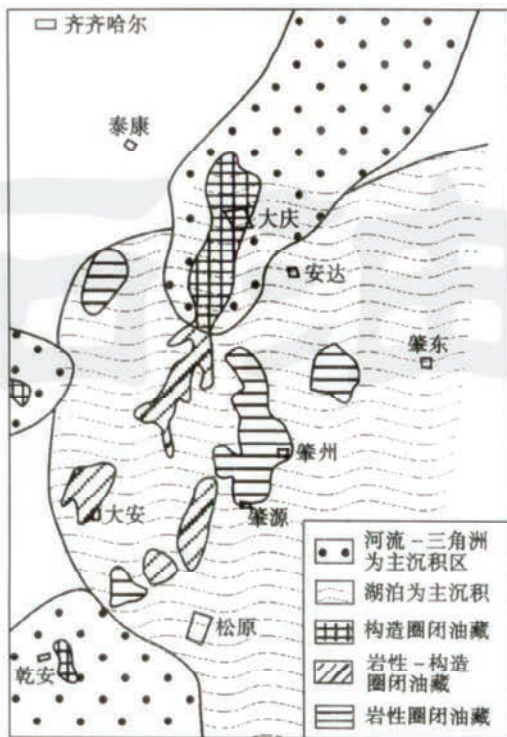 齐齐哈尔
泰康
大庆
安达
肇东
肇州
大安
肇源
松原
乾安
河流-三角洲
为主沉积区
湖泊为主沉积
构造圈闭油藏
岩性-构造
圈闭油藏
岩性圈闭油藏